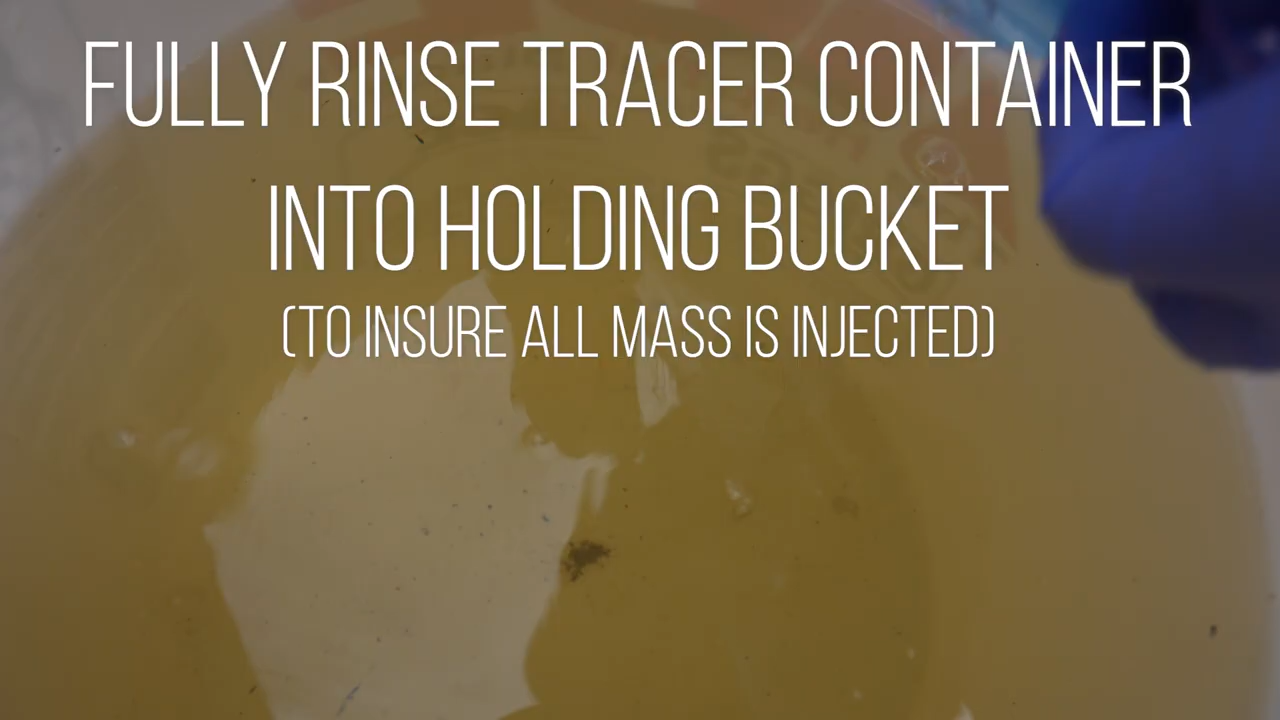 FULLY RINSE TRACER CONTAINER
INTO HOLDING BUCKET
(TO INSURE ALL MASS IS INJECTED)